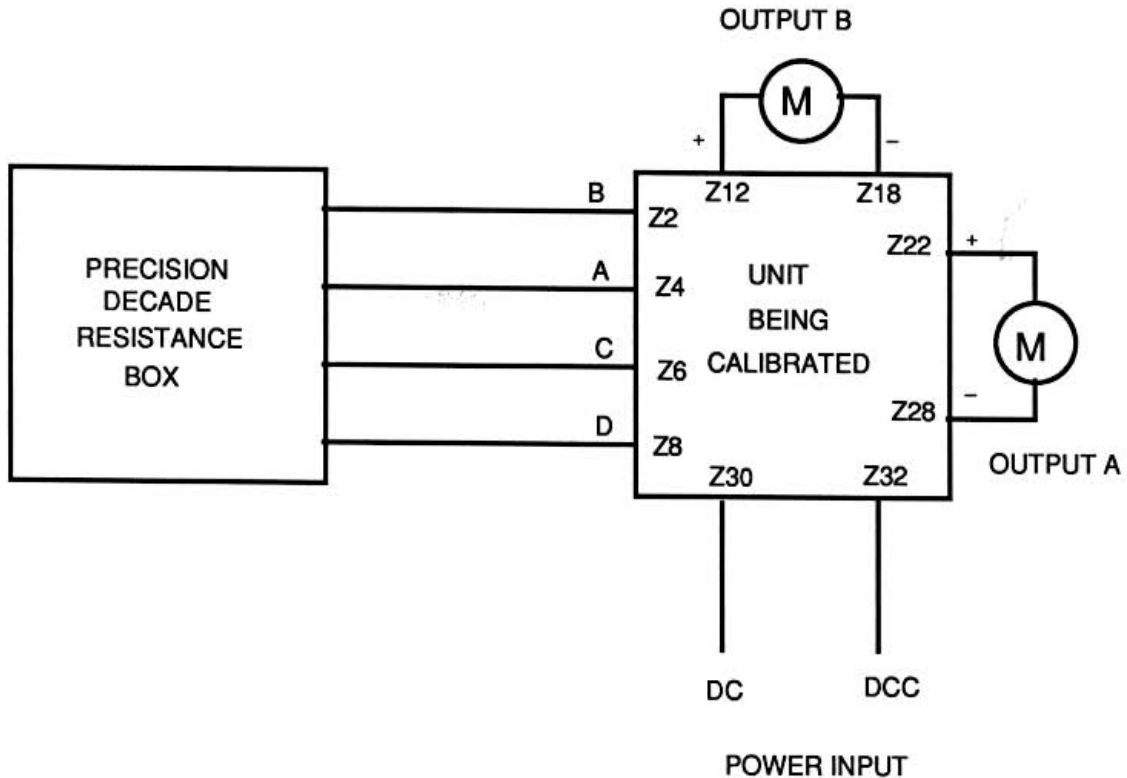 OUTPUT B
M
+
–
B
Z2
Z12
Z18
Z22
+
PRECISION
DECADE
RESISTANCE
BOX
A
Z4
UNIT
BEING
CALIBRATED
M
C
Z6
Z28
–
D
Z8
Z30
Z32
OUTPUT A
DC
DCC
POWER INPUT